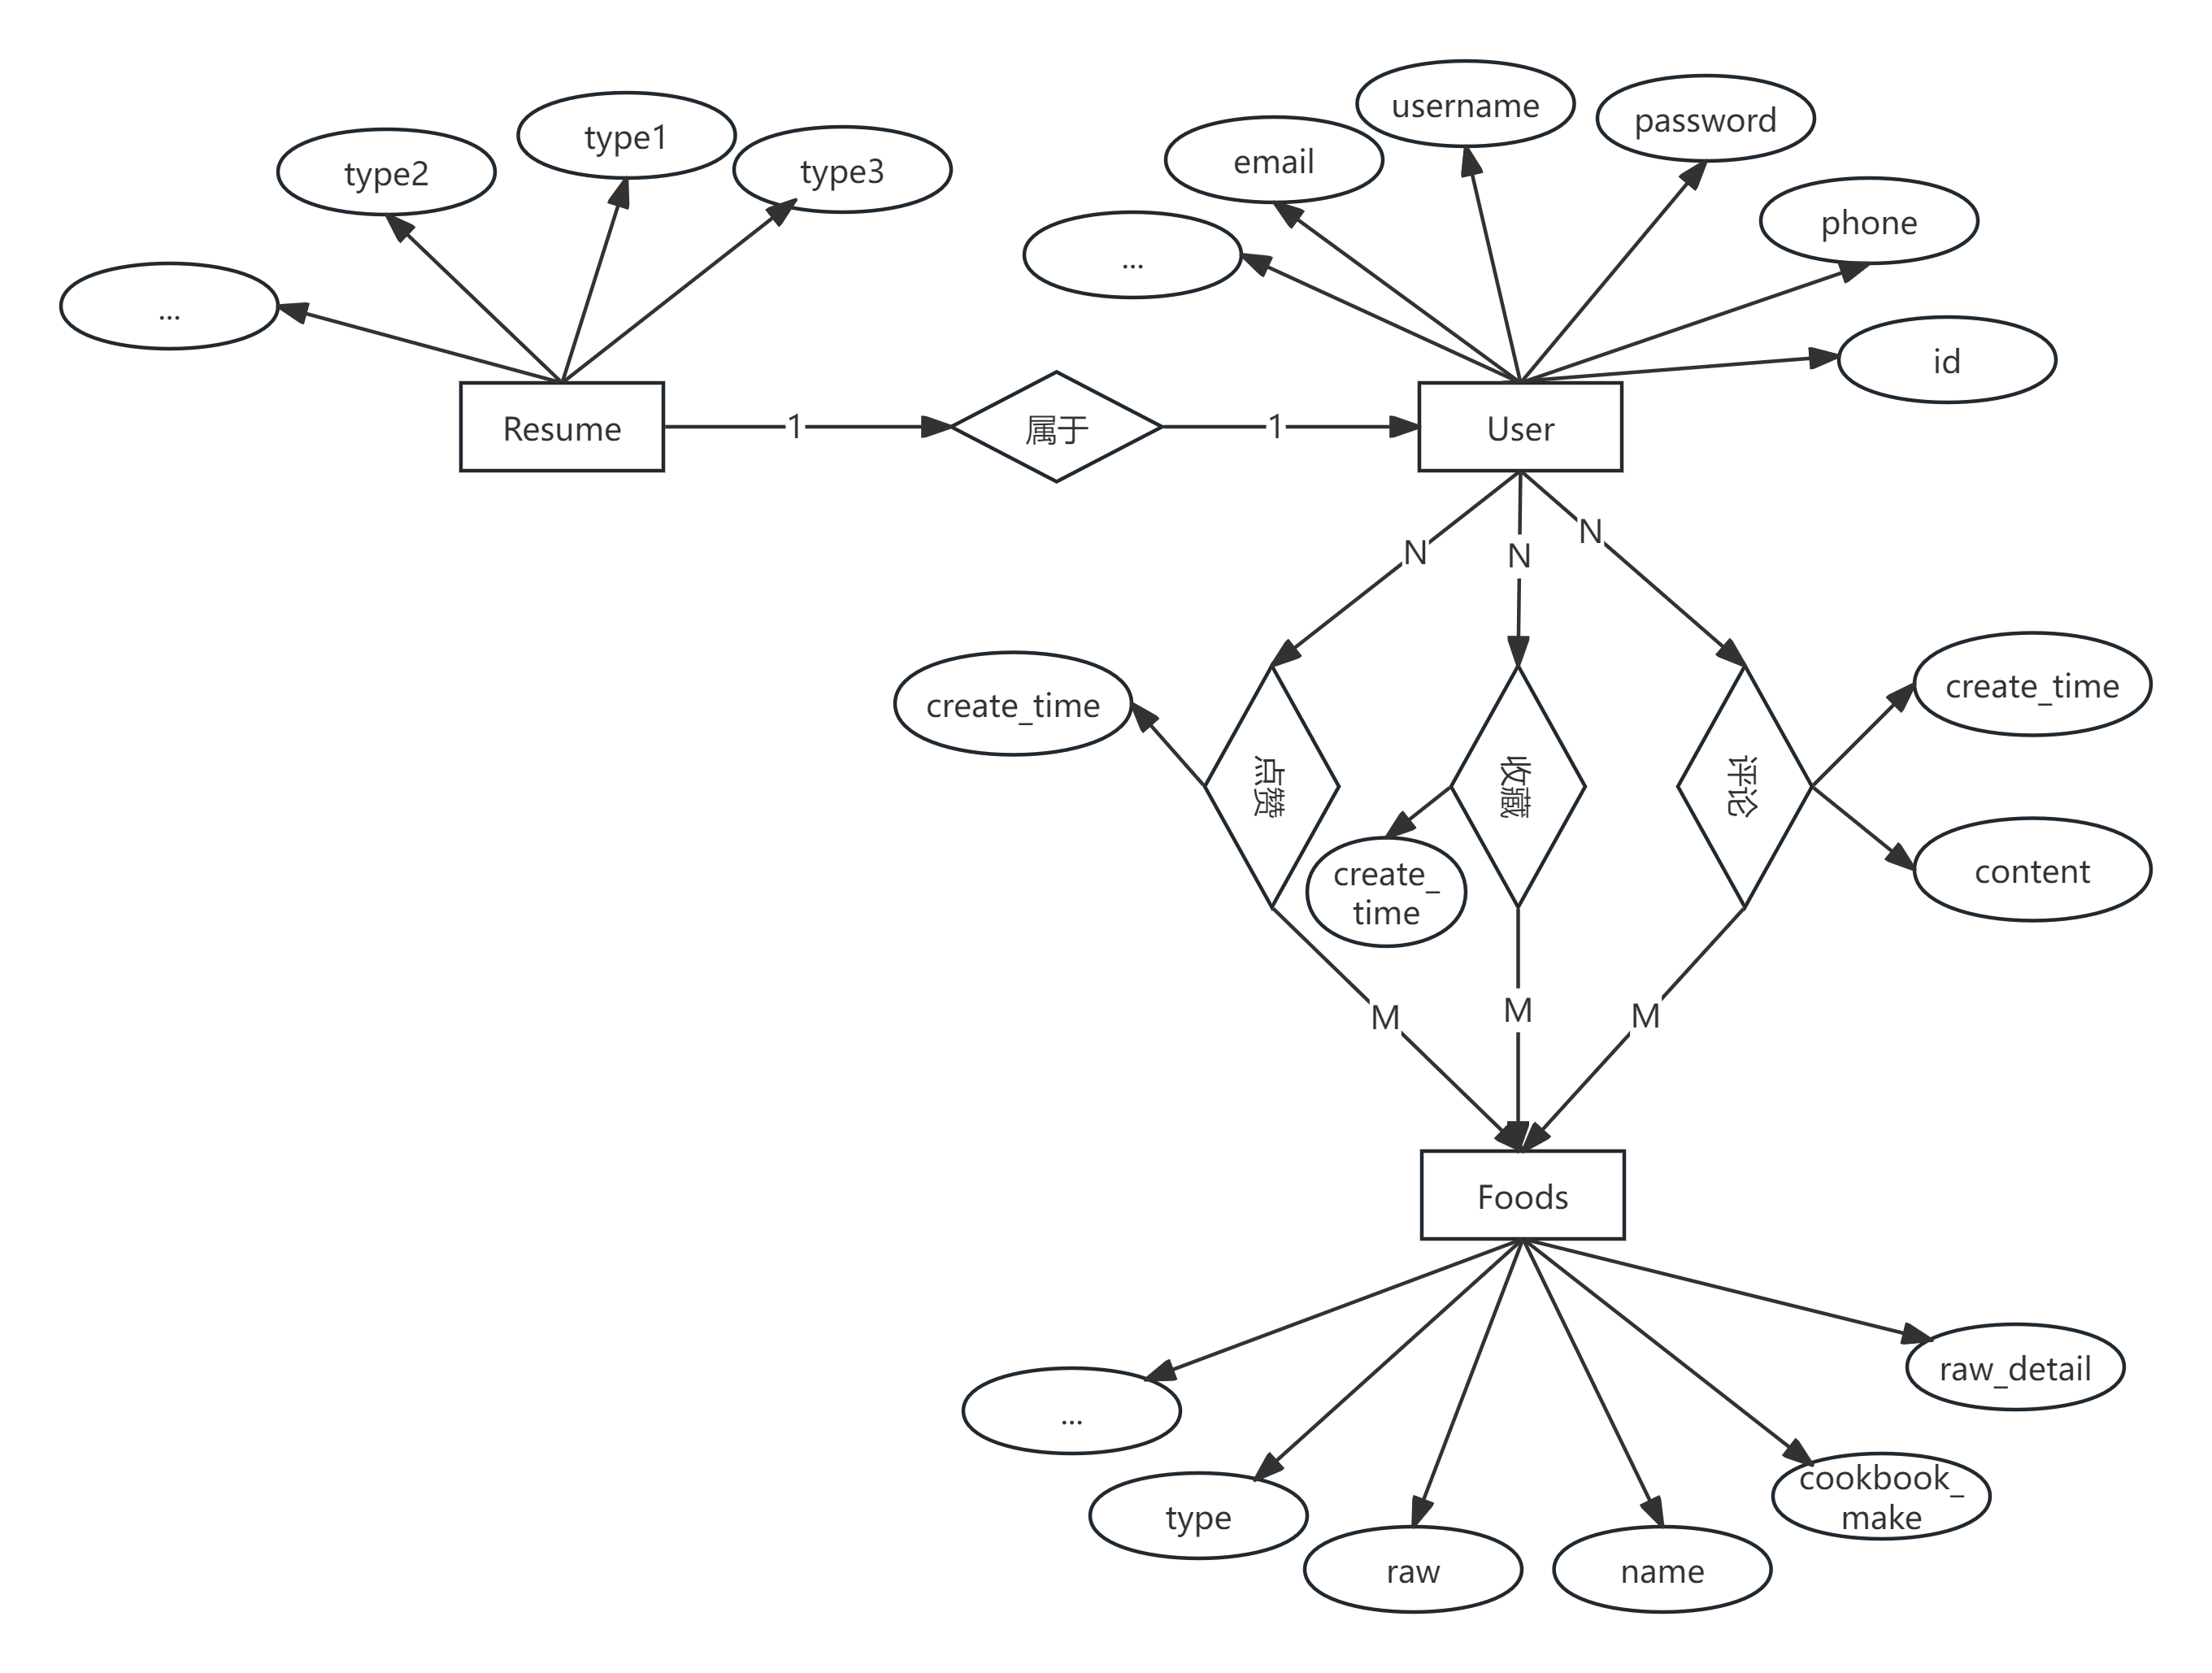 username
password
type1
email
type3
type2
phone
...
...
id
Resume
1
属于
1
User
N
N
N
create_time
create_time
点赞
收藏
评论
create_
time
content
M
M
M
Foods
raw_detail
...
cookbook_
make
type
raw
name